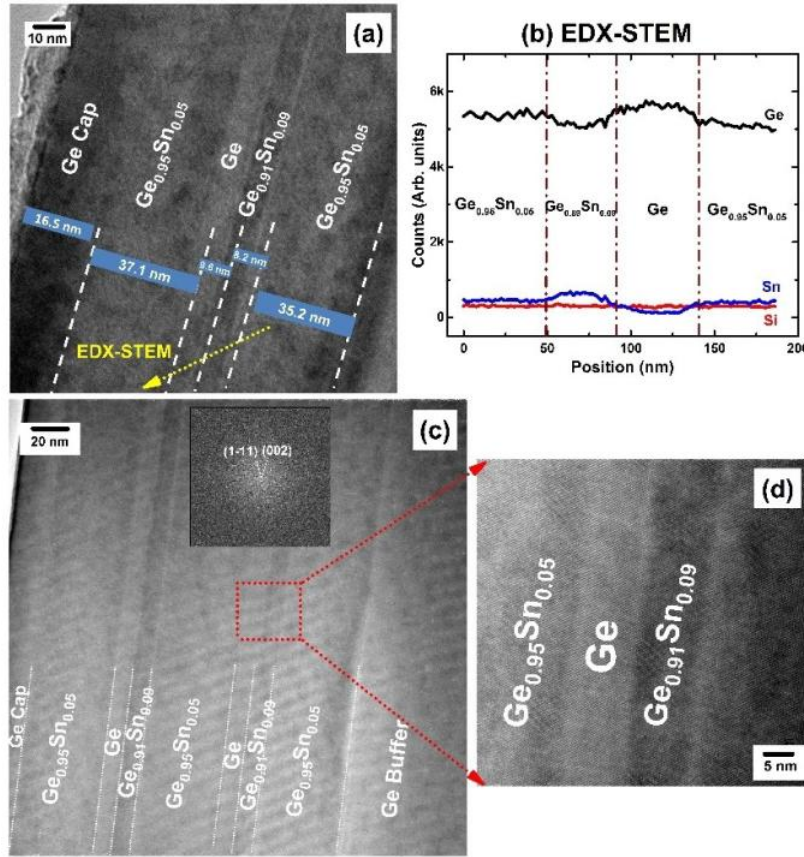 10 nm
(a)
Ge Cap
Ge0.95Sn0.05
Ge
Ge0.91Sn0.09
Ge0.95Sn0.05
16.5 nm
37.1 nm
8.2 nm
35.2 nm
EDX-STEM
(b) EDX-STEM
6k
4k
2k
0
Counts (Arb. units)
Ge
Ge0.95Sn0.05
Ge
Ge0.95Sn0.05
Sn
Si
0
50
100
150
200
Position (nm)
20 nm
(c)
(1-11) (002)
Ge Cap
Ge0.95Sn0.05
Ge
Ge0.91Sn0.09
Ge0.95Sn0.05
Ge
Ge0.91Sn0.09
Ge0.95Sn0.05
Ge Buffer
(d)
Ge0.95Sn0.05
Ge
Ge0.91Sn0.09
5 nm